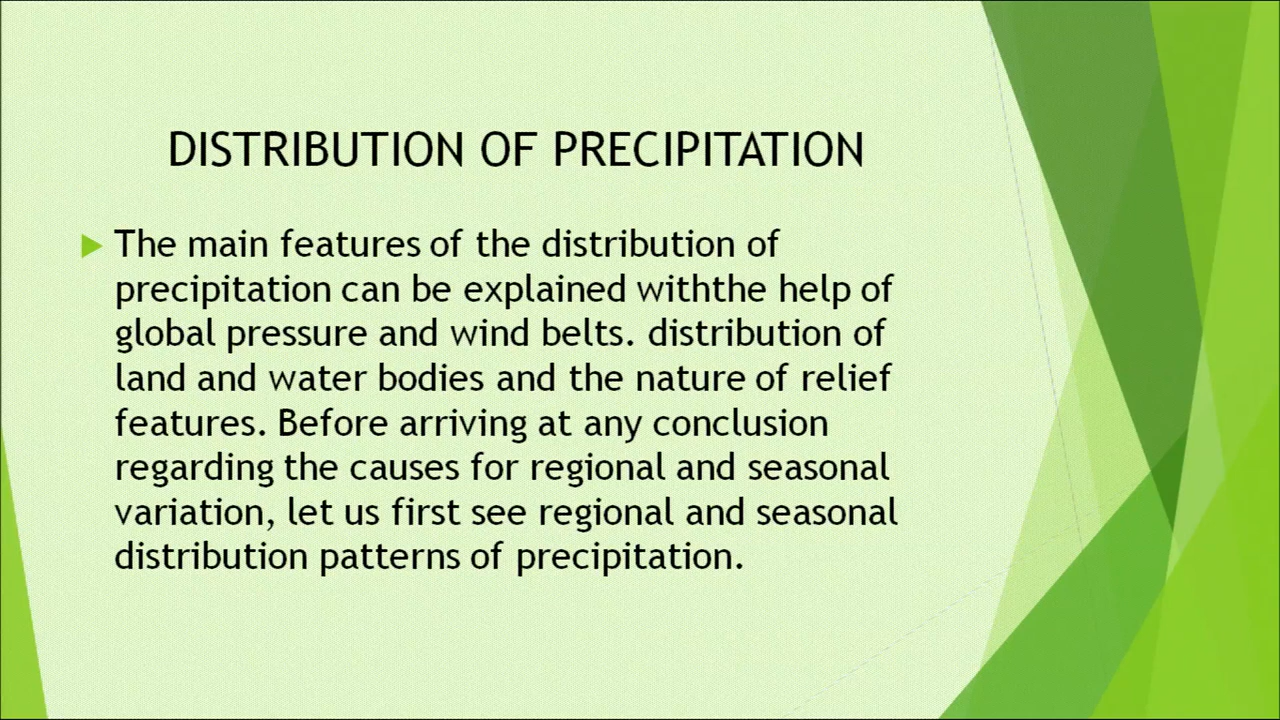 DISTRIBUTION OF PRECIPITATION
The main features of the distribution of
precipitation can be explained withthe help of
global pressure and wind belts. distribution of
land and water bodies and the nature of relief
features. Before arriving at any conclusion
regarding the causes for regional and seasonal
variation, let us first see regional and seasonal
distribution patterns of precipitation.